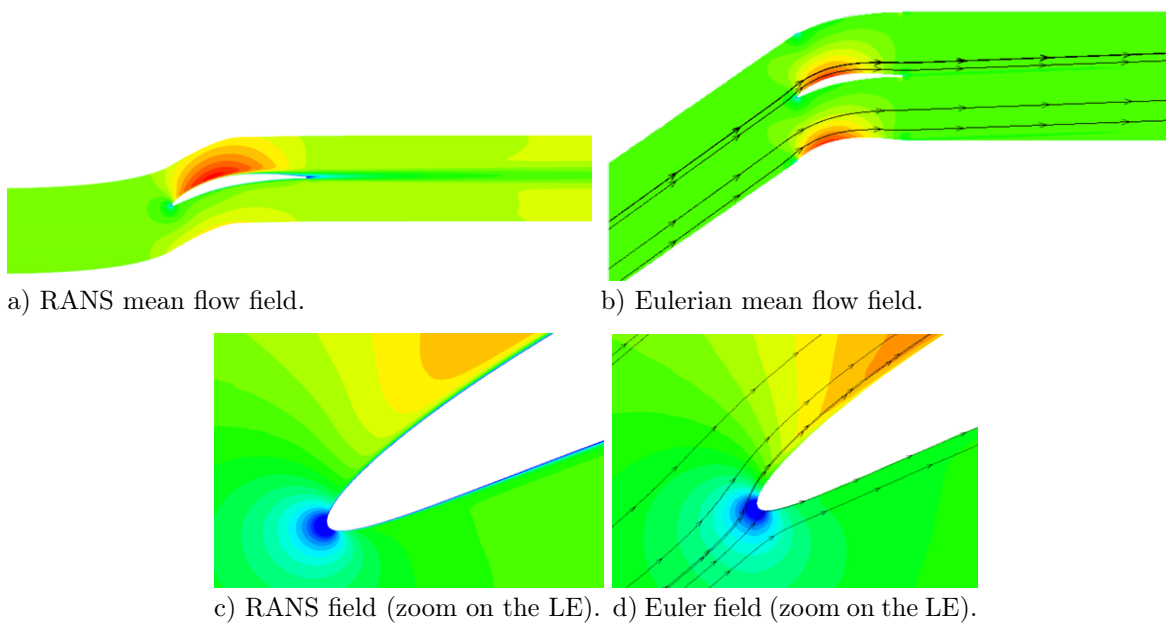 a) RANS mean flow field.
b) Eulerian mean flow field.
c) RANS field (zoom on the LE).
d) Euler field (zoom on the LE).